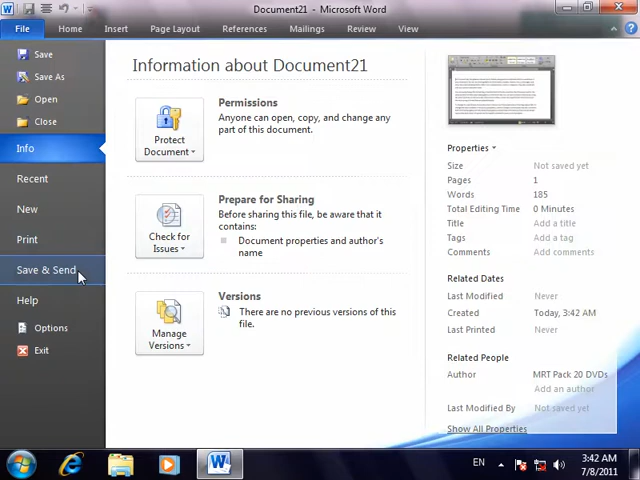 Document21 - Microsoft Word
File Home Insert Page Layout References Mailings Review View
Save
Save As
Open
Close
Info
Recent
New
Print
Save & Send
Help
Options
Exit
Information about Document21
Protect
Document
Permissions
Anyone can open, copy, and change any
part of this document.
Check for
Issues
Prepare for Sharing
Before sharing this file, be aware that it
contains:
Document properties and author's
name
Manage
Versions
Versions
There are no previous versions of this
file.
Properties
Size Not saved yet
Pages 1
Words 185
Total Editing Time 0 Minutes
Title Add a title
Tags Add a tag
Comments Add comments
Related Dates
Last Modified Never
Created Today, 3:42 AM
Last Printed Never
Related People
Author MRT Pack 20 DVDs
Add an author
Last Modified By Not saved yet
Show All Properties
EN
3:42 AM
7/8/2011